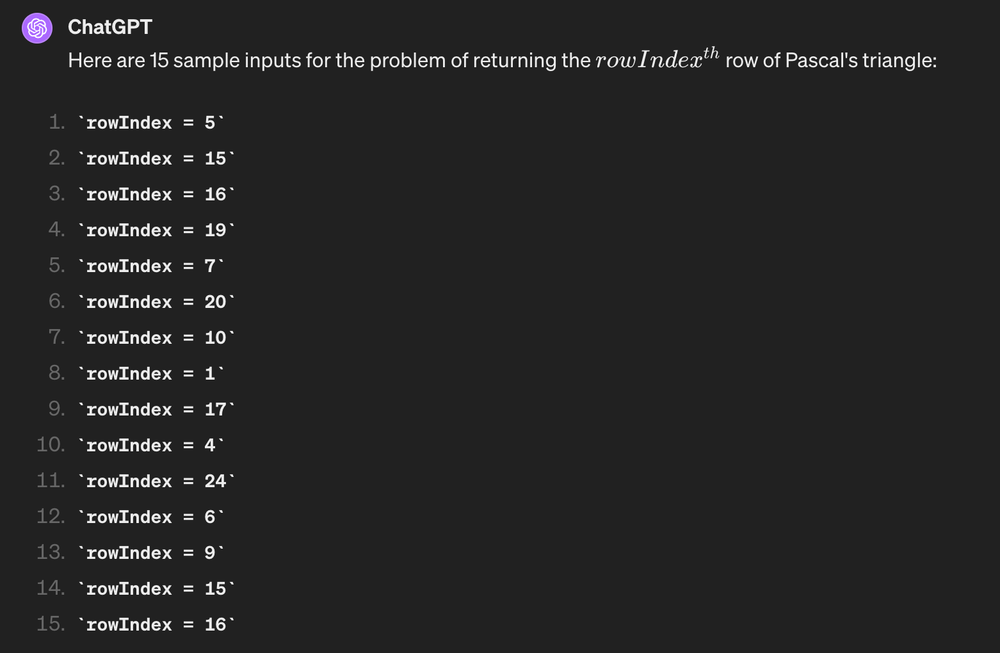 ChatGPT
Here are 15 sample inputs for the problem of returning the rowIndex^th row of Pascal's triangle:
1. `rowIndex = 5`
2. `rowIndex = 15`
3. `rowIndex = 16`
4. `rowIndex = 19`
5. `rowIndex = 7`
6. `rowIndex = 20`
7. `rowIndex = 10`
8. `rowIndex = 1`
9. `rowIndex = 17`
10. `rowIndex = 4`
11. `rowIndex = 24`
12. `rowIndex = 6`
13. `rowIndex = 9`
14. `rowIndex = 15`
15. `rowIndex = 16`